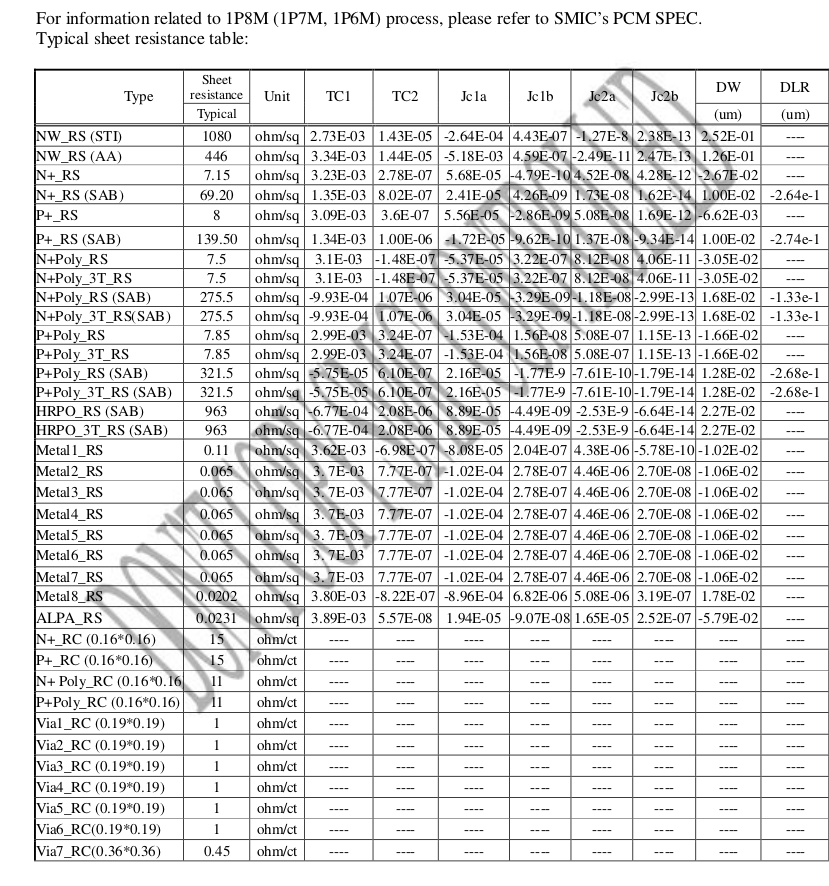 For information related to 1P8M (1P7M, 1P6M) process, please refer to SMIC's PCM SPEC.
Typical sheet resistance table:
Type Sheet resistance Typical Unit TC1 TC2 Jc1a Jc1b Jc2a Jc2b DW (um) DLR (um)
NW_RS (STI) 1080 ohm/sq 2.73E-03 1.43E-05 -2.64E-04 4.43E-07 -1.27E-8 2.38E-13 2.52E-01 ----
NW_RS (AA) 446 ohm/sq 3.34E-03 1.44E-05 -5.18E-03 4.59E-07 -2.49E-11 2.47E-13 1.26E-01 ----
N+_RS 7.15 ohm/sq 3.23E-03 2.78E-07 5.68E-05 -4.79E-10 4.52E-08 4.28E-12 -2.67E-02 ----
N+_RS (SAB) 69.20 ohm/sq 1.35E-03 8.02E-07 2.41E-05 4.26E-09 1.73E-08 1.62E-14 1.00E-02 -2.64e-1
P+_RS 8 ohm/sq 3.09E-03 3.6E-07 5.56E-05 -2.86E-09 5.08E-08 1.69E-12 -6.62E-03 ----
P+_RS (SAB) 139.50 ohm/sq 1.34E-03 1.00E-06 -1.72E-05 -9.62E-10 1.37E-08 -9.34E-14 1.00E-02 -2.74e-1
N+Poly_RS 7.5 ohm/sq 3.1E-03 -1.48E-07 -5.37E-05 3.22E-07 8.12E-08 4.06E-11 -3.05E-02 ----
N+Poly_3T_RS 7.5 ohm/sq 3.1E-03 -1.48E-07 -5.37E-05 3.22E-07 8.12E-08 4.06E-11 -3.05E-02 ----
N+Poly_RS (SAB) 275.5 ohm/sq -9.93E-04 1.07E-06 3.04E-05 -3.29E-09 -1.18E-08 -2.99E-13 1.68E-02 -1.33e-1
N+Poly_3T_RS(SAB) 275.5 ohm/sq -9.93E-04 1.07E-06 3.04E-05 -3.29E-09 -1.18E-08 -2.99E-13 1.68E-02 -1.33e-1
P+Poly_RS 7.85 ohm/sq 2.99E-03 3.24E-07 -1.53E-04 1.56E-08 5.08E-07 1.15E-13 -1.66E-02 ----
P+Poly_3T_RS 7.85 ohm/sq 2.99E-03 3.24E-07 -1.53E-04 1.56E-08 5.08E-07 1.15E-13 -1.66E-02 ----
P+Poly_RS (SAB) 321.5 ohm/sq -5.75E-05 6.10E-07 2.16E-05 -1.77E-9 -7.61E-10 -1.79E-14 1.28E-02 -2.68e-1
P+Poly_3T_RS (SAB) 321.5 ohm/sq -5.75E-05 6.10E-07 2.16E-05 -1.77E-9 -7.61E-10 -1.79E-14 1.28E-02 -2.68e-1
HRPO_RS (SAB) 963 ohm/sq -6.77E-04 2.08E-06 8.89E-05 -4.49E-09 -2.53E-9 -6.64E-14 2.27E-02 ----
HRPO_3T_RS (SAB) 963 ohm/sq -6.77E-04 2.08E-06 8.89E-05 -4.49E-09 -2.53E-9 -6.64E-14 2.27E-02 ----
Metal1_RS 0.11 ohm/sq 3.62E-03 -6.98E-07 -8.08E-05 2.04E-07 4.38E-06 -5.78E-10 -1.02E-02 ----
Metal2_RS 0.065 ohm/sq 3. 7E-03 7.77E-07 -1.02E-04 2.78E-07 4.46E-06 2.70E-08 -1.06E-02 ----
Metal3_RS 0.065 ohm/sq 3. 7E-03 7.77E-07 -1.02E-04 2.78E-07 4.46E-06 2.70E-08 -1.06E-02 ----
Metal4_RS 0.065 ohm/sq 3. 7E-03 7.77E-07 -1.02E-04 2.78E-07 4.46E-06 2.70E-08 -1.06E-02 ----
Metal5_RS 0.065 ohm/sq 3. 7E-03 7.77E-07 -1.02E-04 2.78E-07 4.46E-06 2.70E-08 -1.06E-02 ----
Metal6_RS 0.065 ohm/sq 3. 7E-03 7.77E-07 -1.02E-04 2.78E-07 4.46E-06 2.70E-08 -1.06E-02 ----
Metal7_RS 0.065 ohm/sq 3. 7E-03 7.77E-07 -1.02E-04 2.78E-07 4.46E-06 2.70E-08 -1.06E-02 ----
Metal8_RS 0.0202 ohm/sq 3.80E-03 -8.22E-07 -8.96E-04 6.82E-06 5.08E-06 3.19E-07 1.78E-02 ----
ALPA_RS 0.0231 ohm/sq 3.89E-03 5.57E-08 1.94E-05 -9.07E-08 1.65E-05 2.52E-07 -5.79E-02 ----
N+_RC (0.16*0.16) 15 ohm/ct ---- ---- ---- ---- ---- ---- ---- ----
P+_RC (0.16*0.16) 15 ohm/ct ---- ---- ---- ---- ---- ---- ---- ----
N+ Poly_RC (0.16*0.16 11 ohm/ct ---- ---- ---- ---- ---- ---- ---- ----
P+Poly_RC (0.16*0.16) 11 ohm/ct ---- ---- ---- ---- ---- ---- ---- ----
Via1_RC (0.19*0.19) 1 ohm/ct ---- ---- ---- ---- ---- ---- ---- ----
Via2_RC (0.19*0.19) 1 ohm/ct ---- ---- ---- ---- ---- ---- ---- ----
Via3_RC (0.19*0.19) 1 ohm/ct ---- ---- ---- ---- ---- ---- ---- ----
Via4_RC (0.19*0.19) 1 ohm/ct ---- ---- ---- ---- ---- ---- ---- ----
Via5_RC (0.19*0.19) 1 ohm/ct ---- ---- ---- ---- ---- ---- ---- ----
Via6_RC(0.19*0.19) 1 ohm/ct ---- ---- ---- ---- ---- ---- ---- ----
Via7_RC(0.36*0.36) 0.45 ohm/ct ---- ---- ---- ---- ---- ---- ---- ----